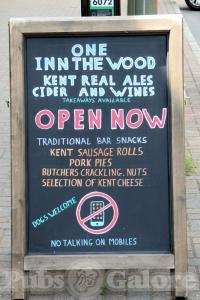 6072
ONE
INN THE WOOD
KENT REAL ALES
CIDER AND WINES
TAKEAWAYS AVAILABLE
OPEN NOW
TRADITIONAL BAR SNACKS
KENT SAUSAGE ROLLS
PORK PIES
BUTCHERS CRACKLING, NUTS
SELECTION OF KENT CHEESE
DOGS WELCOME
NO TALKING ON MOBILES
Pubs Galore